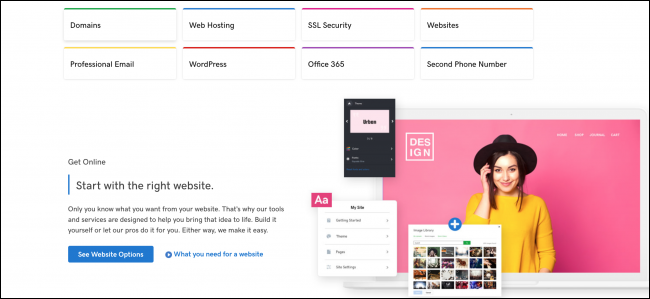 Domains
Web Hosting
SSL Security
Websites
Professional Email
WordPress
Office 365
Second Phone Number
Get Online
Start with the right website.
Only you know what you want from your website. That's why our tools
and services are designed to help you bring that idea to life. Build it
yourself or let our pros do it for you. Either way, we make it easy.
See Website Options
What you need for a website
Theme
Urban
Color
Fonts
Aa
My Site
Getting Started
Theme
Pages
Site Settings
DES
IGN
HOME
SHOP
JOURNAL
CART
Image Library